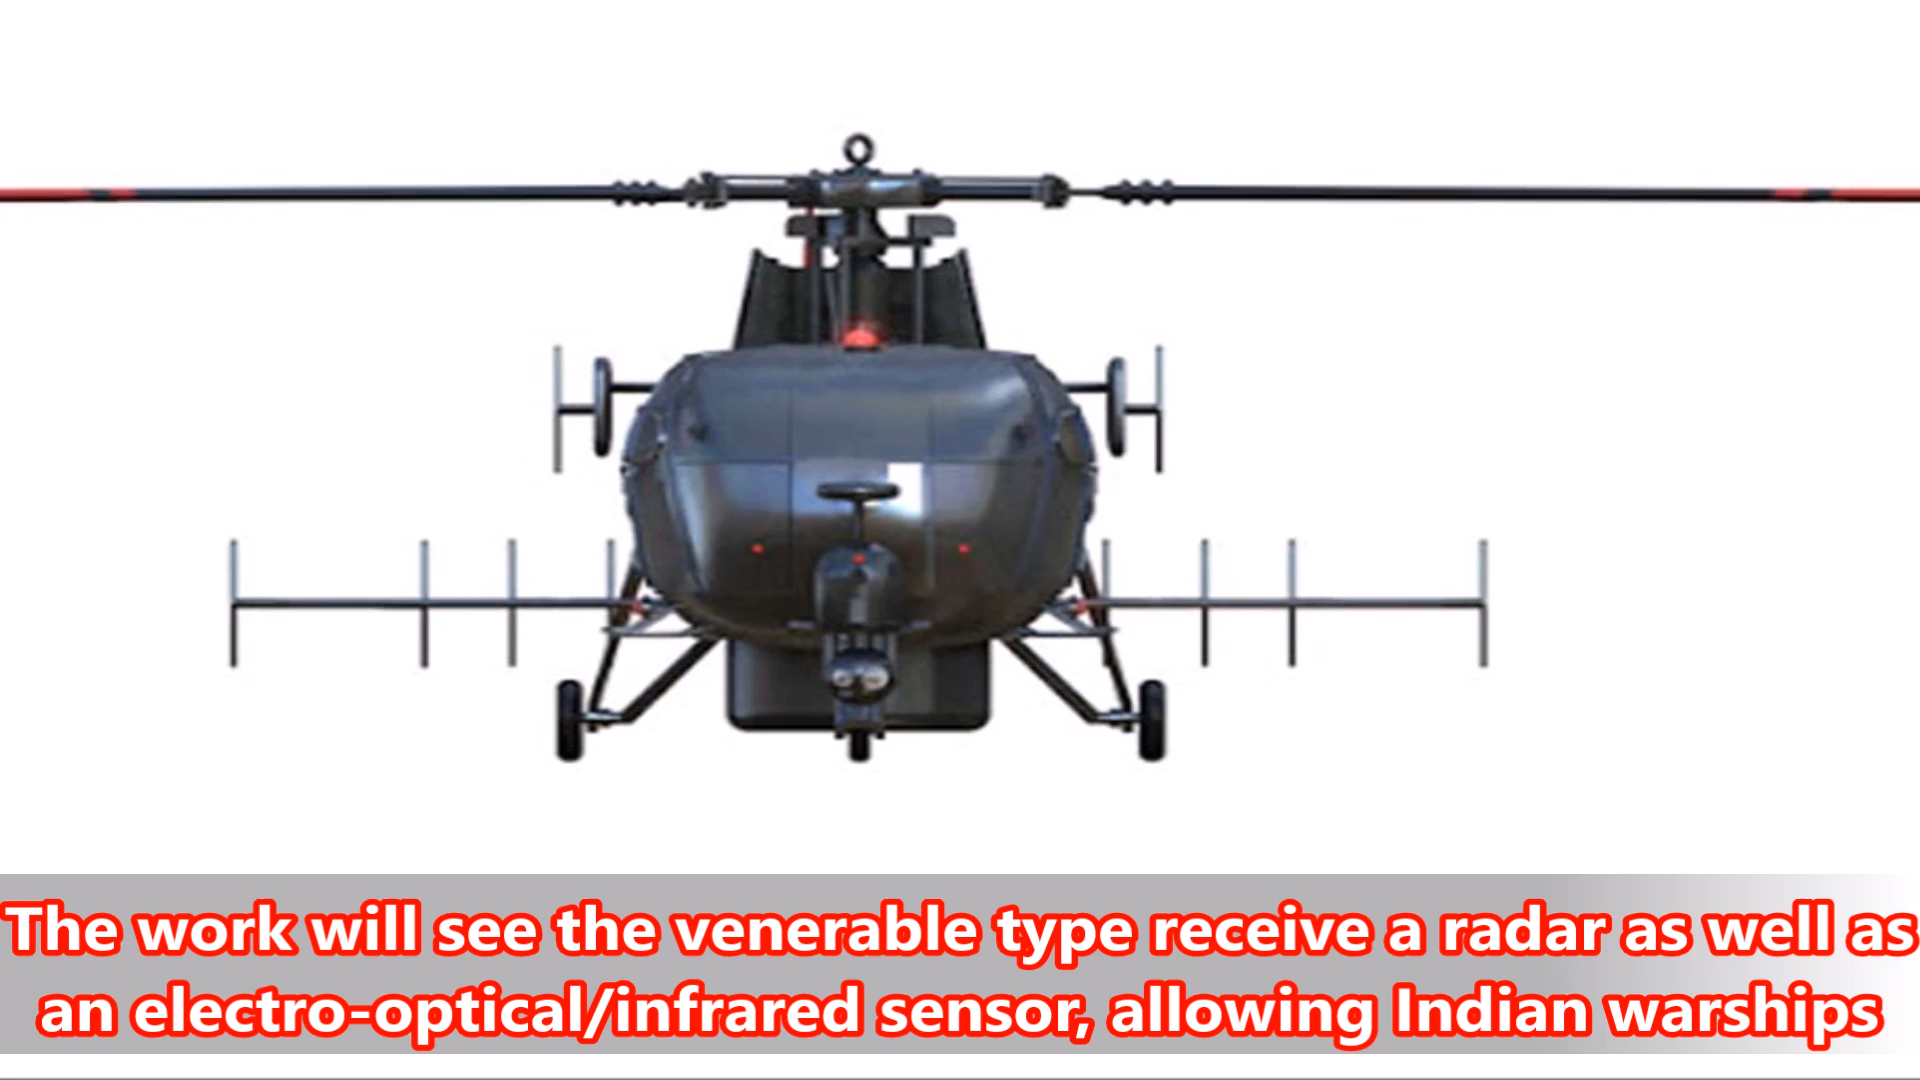 The work will see the venerable type receive a radar as well as
an electro-optical/infrared sensor, allowing Indian warships